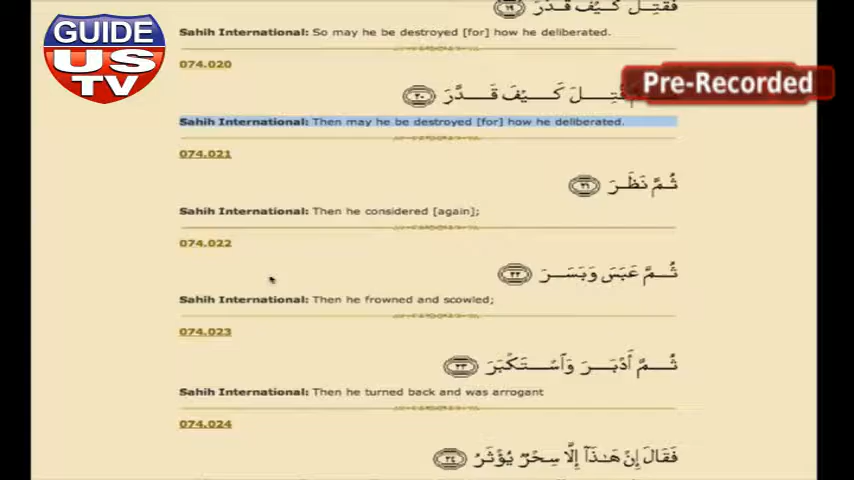 GUIDE
US
TV
فَقُتِلَ كَيْفَ قَدَّرَ ١٩
Sahih International: So may he be destroyed [for] how he deliberated.
074.020
Pre-Recorded
قُتِلَ كَيْفَ قَدَّرَ ٢٠
Sahih International: Then may he be destroyed [for] how he deliberated.
074.021
ثُمَّ نَظَرَ ٢١
Sahih International: Then he considered [again];
074.022
ثُمَّ عَبَسَ وَبَسَرَ ٢٢
Sahih International: Then he frowned and scowled;
074.023
ثُمَّ أَدْبَرَ وَٱسْتَكْبَرَ ٢٣
Sahih International: Then he turned back and was arrogant
074.024
فَقَالَ إِنْ هَٰذَآ إِلَّا سِحْرٌ يُؤْثَرُ ٢٤